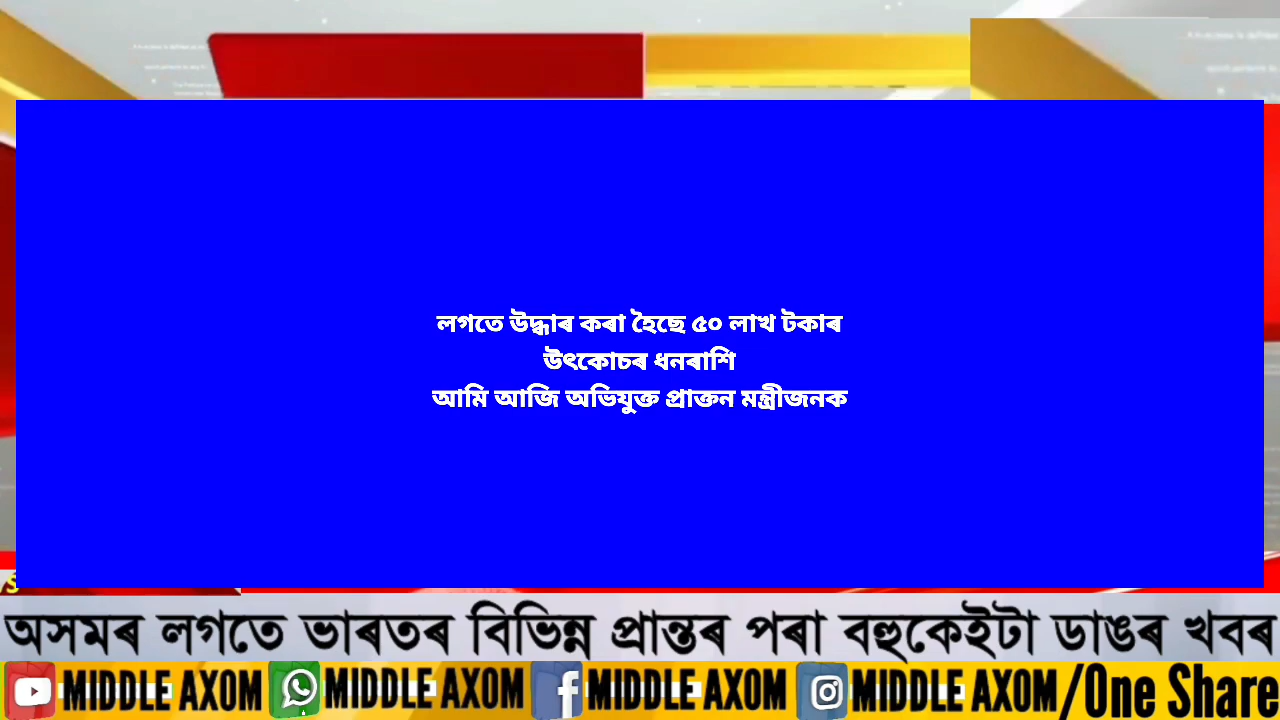 লগতে উদ্ধাৰ কৰা হৈছে ৫০ লাখ টকাৰ
উৎকোচৰ ধনৰাশি
আমি আজি অভিযুক্ত প্ৰাক্তন মন্ত্ৰীজনক
অসমৰ লগতে ভাৰতৰ বিভিন্ন প্ৰান্তৰ পৰা বহুকেইটা ডাঙৰ খবৰ
MIDDLE AXOM MIDDLE AXOM MIDDLE AXOM MIDDLE AXOM/One Share